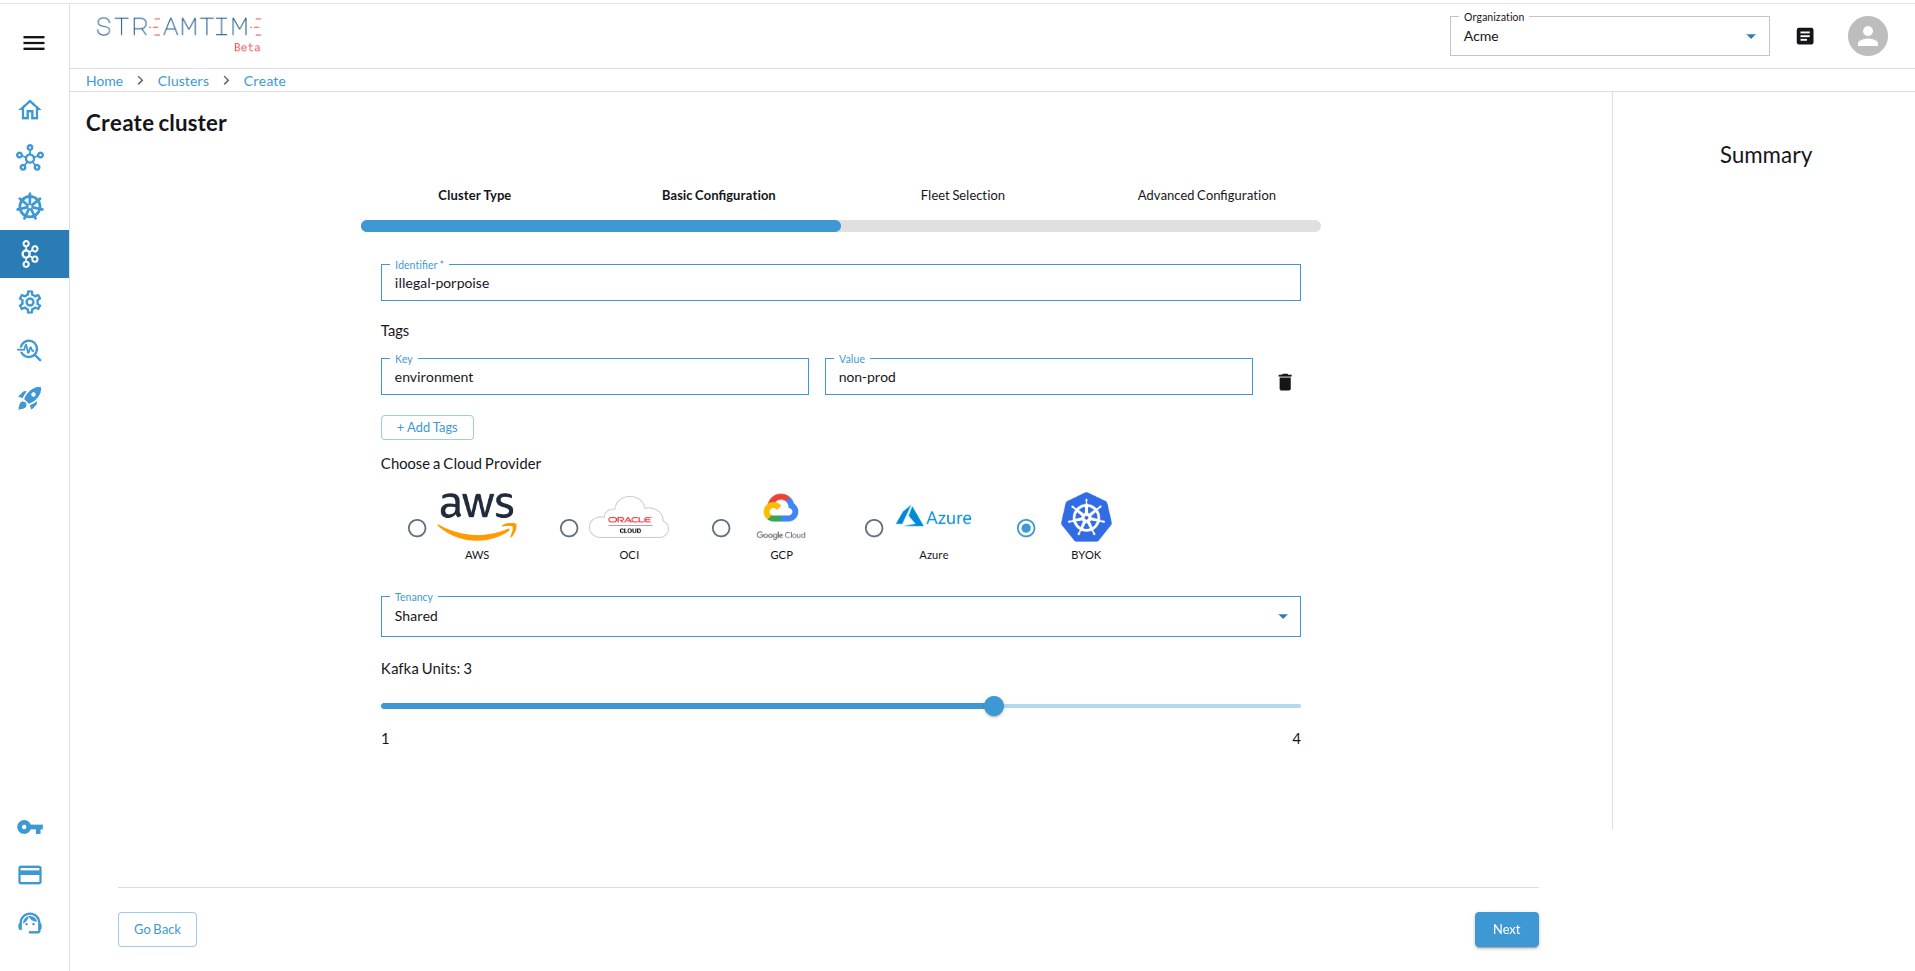 STREAMTIME
Beta
Organization
Acme
Home > Clusters > Create
Create cluster
Summary
Cluster Type Basic Configuration Fleet Selection Advanced Configuration
Identifier *
illegal-porpoise
Tags
Key Value
environment non-prod
+ Add Tags
Choose a Cloud Provider
aws ORACLE CLOUD Google Cloud Azure
AWS OCI GCP Azure BYOK
Tenancy
Shared
Kafka Units: 3
1 4
Go Back Next